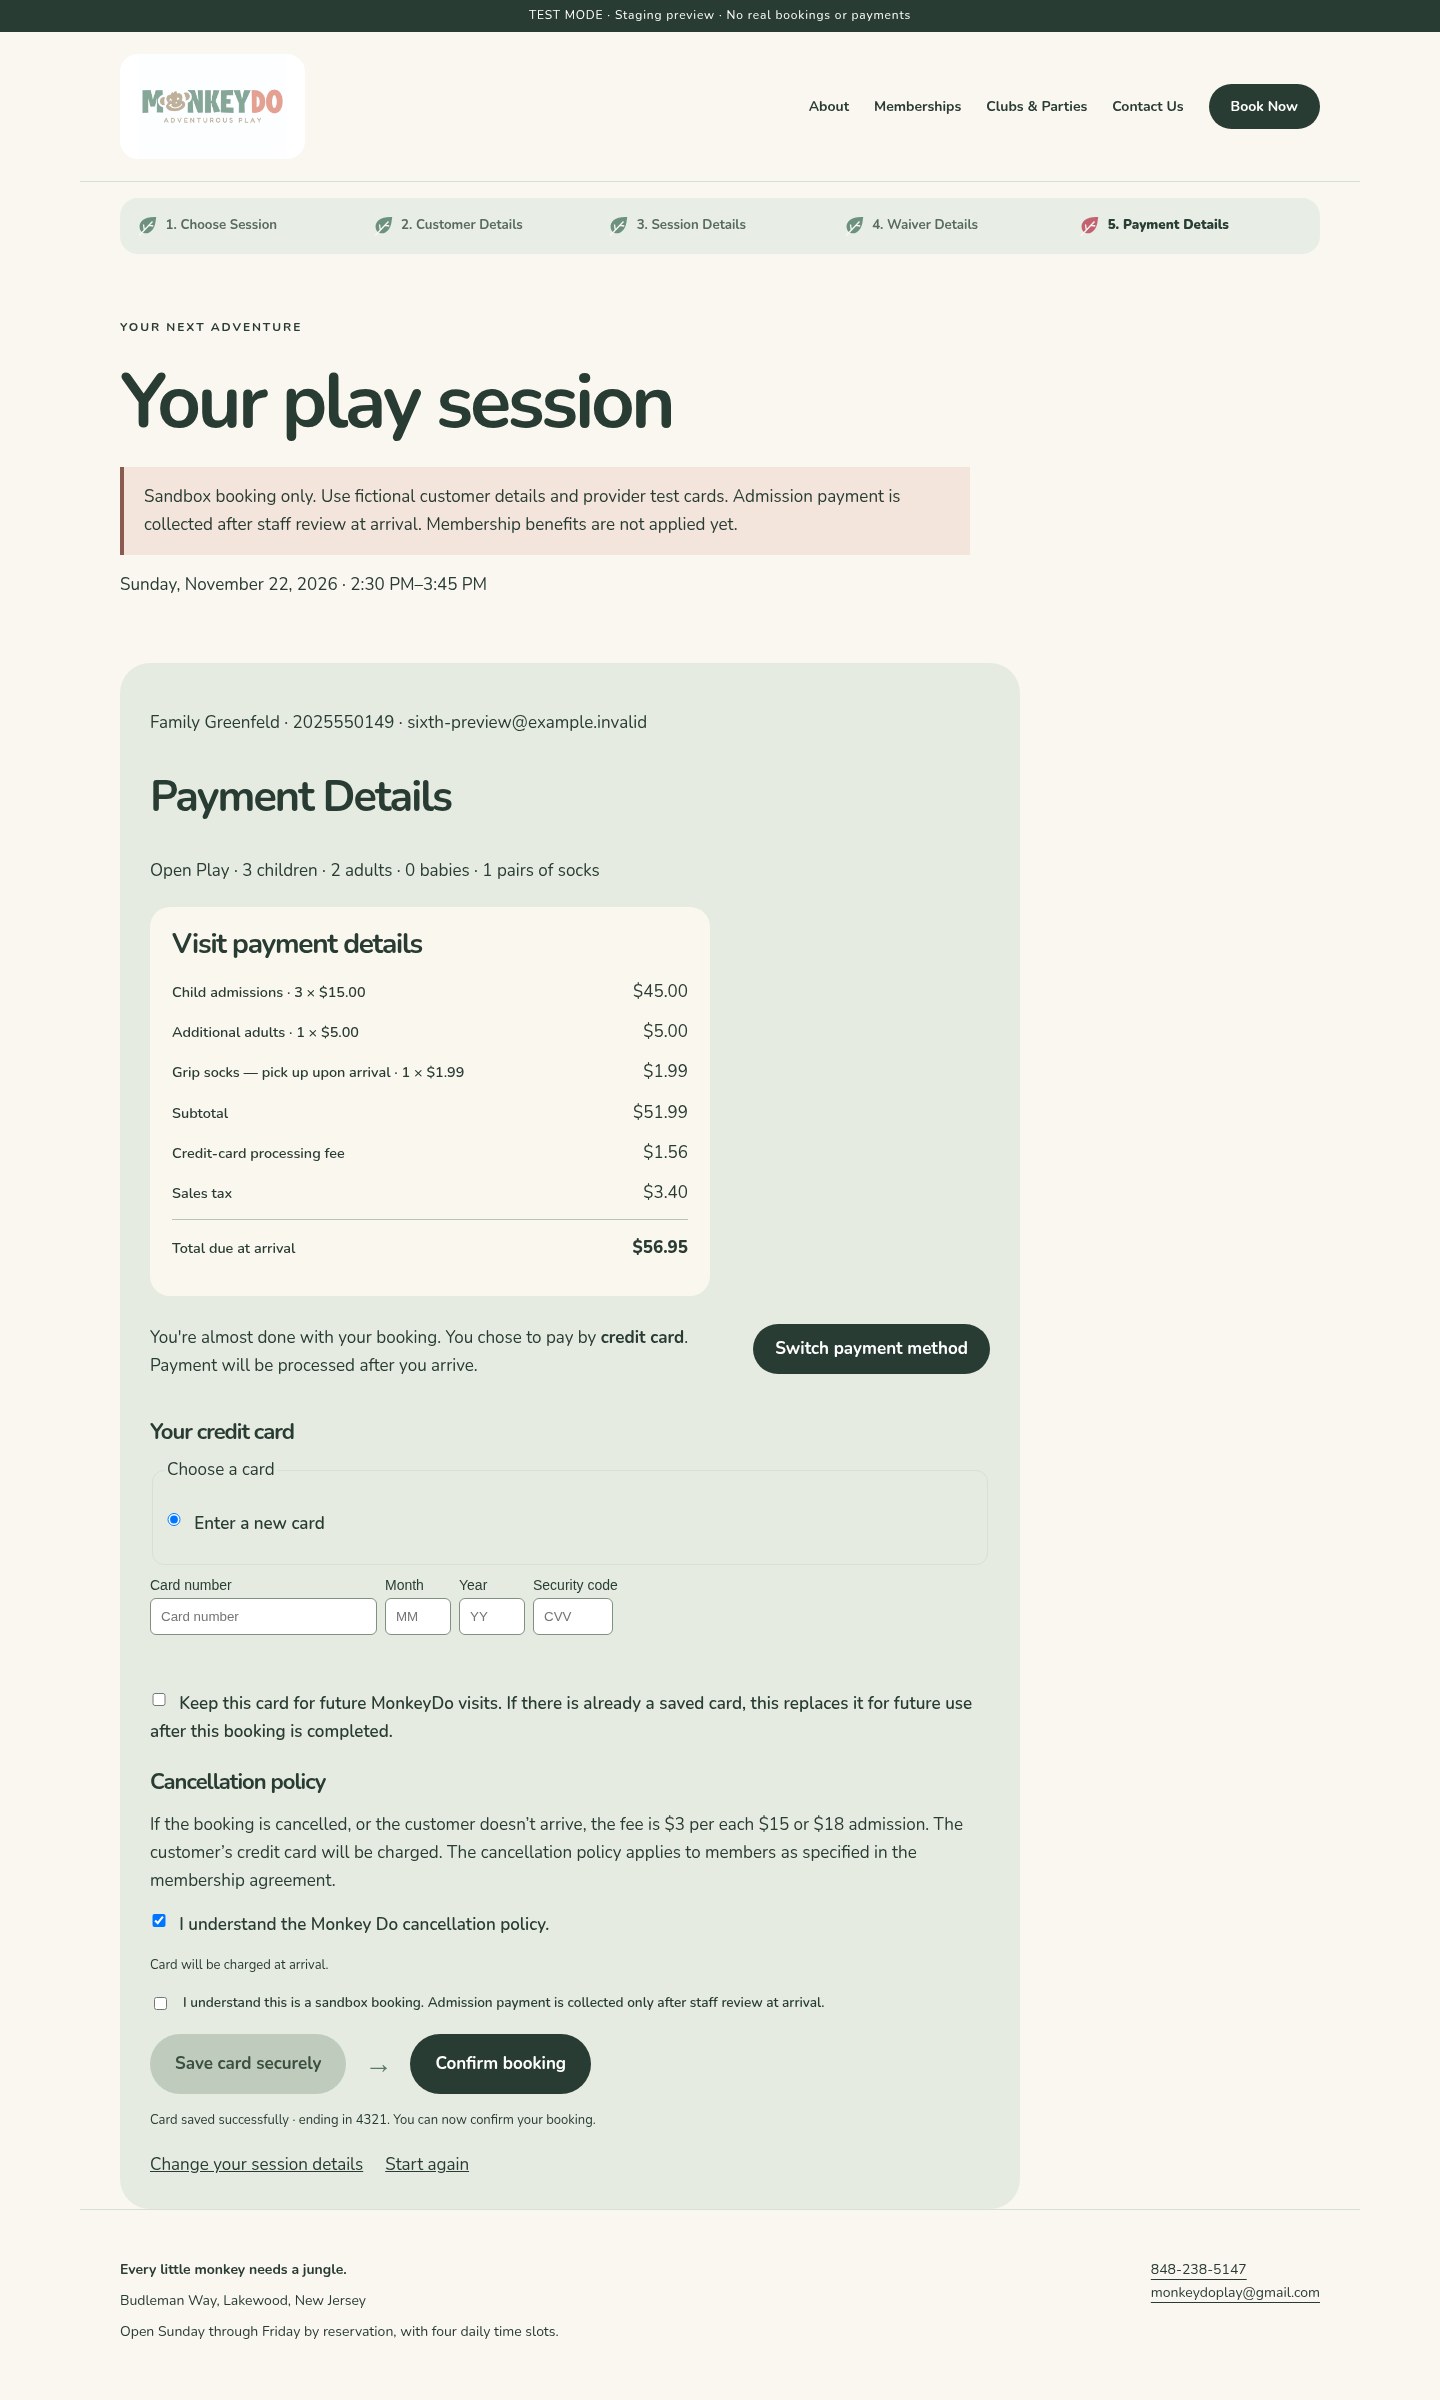 TEST MODE · Staging preview · No real bookings or payments
MONKEYDO
ADVENTUROUS PLAY
About
Memberships
Clubs & Parties
Contact Us
Book Now
1. Choose Session
2. Customer Details
3. Session Details
4. Waiver Details
5. Payment Details
YOUR NEXT ADVENTURE
Your play session
Sandbox booking only. Use fictional customer details and provider test cards. Admission payment is
collected after staff review at arrival. Membership benefits are not applied yet.
Sunday, November 22, 2026 · 2:30 PM–3:45 PM
Family Greenfeld · 2025550149 · sixth-preview@example.invalid
Payment Details
Open Play · 3 children · 2 adults · 0 babies · 1 pairs of socks
Visit payment details
Child admissions · 3 × $15.00 $45.00
Additional adults · 1 × $5.00 $5.00
Grip socks — pick up upon arrival · 1 × $1.99 $1.99
Subtotal $51.99
Credit-card processing fee $1.56
Sales tax $3.40
Total due at arrival $56.95
You're almost done with your booking. You chose to pay by credit card.
Payment will be processed after you arrive.
Switch payment method
Your credit card
Choose a card
Enter a new card
Card number Month Year Security code
Card number MM YY CVV
Keep this card for future MonkeyDo visits. If there is already a saved card, this replaces it for future use
after this booking is completed.
Cancellation policy
If the booking is cancelled, or the customer doesn’t arrive, the fee is $3 per each $15 or $18 admission. The
customer’s credit card will be charged. The cancellation policy applies to members as specified in the
membership agreement.
I understand the Monkey Do cancellation policy.
Card will be charged at arrival.
I understand this is a sandbox booking. Admission payment is collected only after staff review at arrival.
Save card securely → Confirm booking
Card saved successfully · ending in 4321. You can now confirm your booking.
Change your session details Start again
Every little monkey needs a jungle.
Budleman Way, Lakewood, New Jersey
Open Sunday through Friday by reservation, with four daily time slots.
848-238-5147
monkeydoplay@gmail.com